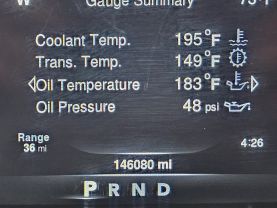 W Gauge Summary 73°F
Coolant Temp. 195°F
Trans. Temp. 149°F
Oil Temperature 183°F
Oil Pressure 48 psi
Range
36 mi
4:26
146080 mi
P R N D